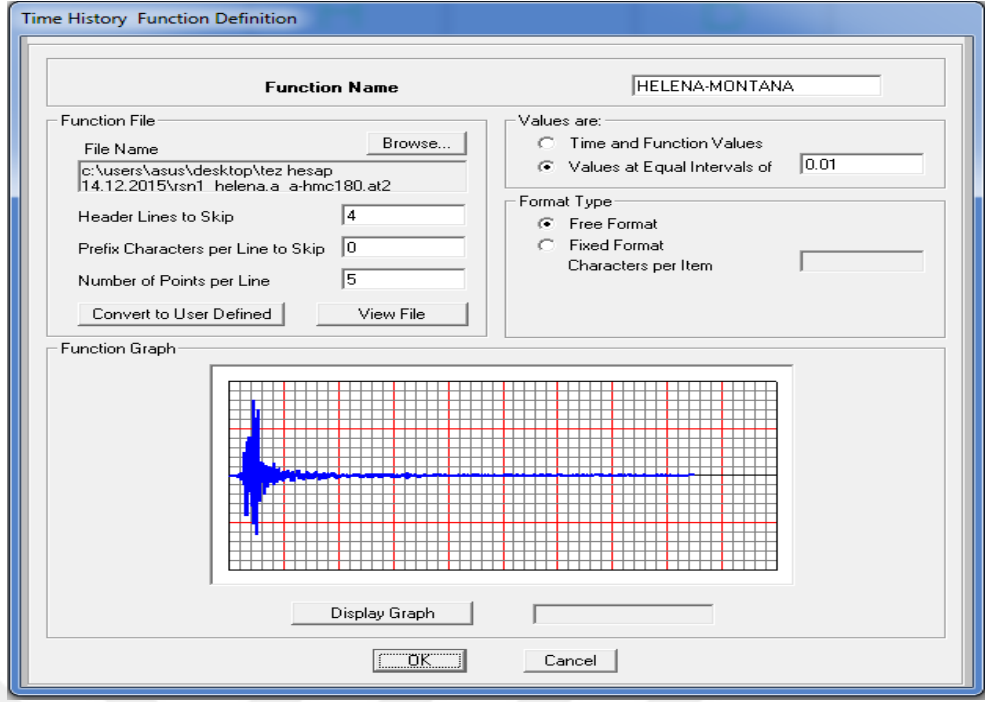 Time History Function Definition
Function Name
HELENA-MONTANA
Function File
File Name
Browse...
c:\users\asus\desktop\tez hesap
14.12.2015\rsn1_helena.a_a-hmc180.at2
Header Lines to Skip
4
Prefix Characters per Line to Skip
0
Number of Points per Line
5
Convert to User Defined
View File
Values are:
Time and Function Values
Values at Equal Intervals of
0.01
Format Type
Free Format
Fixed Format
Characters per Item
Function Graph
Display Graph
OK
Cancel